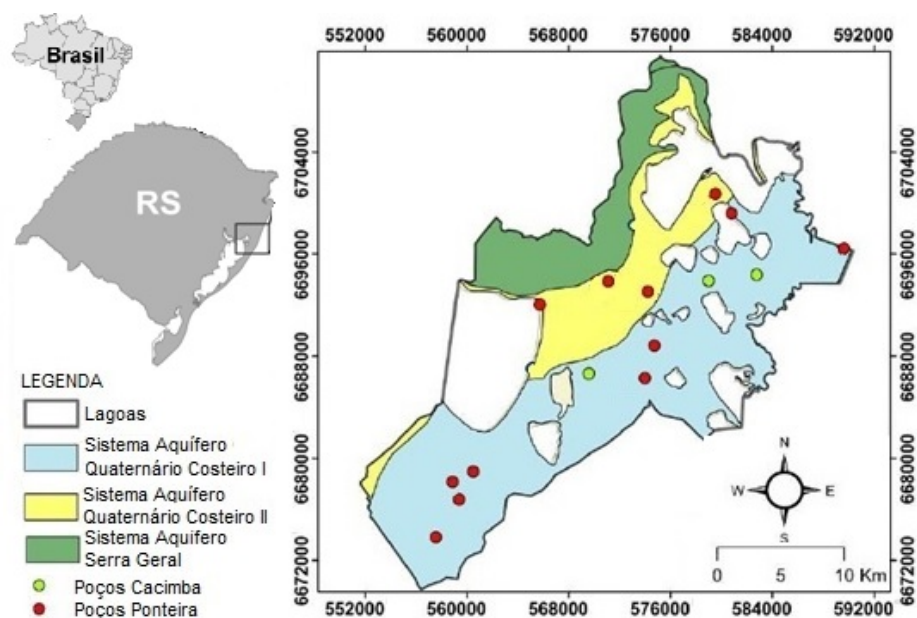 Brasil
RS
LEGENDA
Lagoas
Sistema Aquífero
Quaternário Costeiro I
Sistema Aquífero
Quaternário Costeiro II
Sistema Aquifero
Serra Geral
Poços Cacimba
Poços Ponteira
552000 560000 568000 576000 584000 592000
6704000
6704000
6696000
6696000
6688000
6688000
6680000
6680000
6672000
6672000
N
W E
S
0 5 10 Km
552000 560000 568000 576000 584000 592000